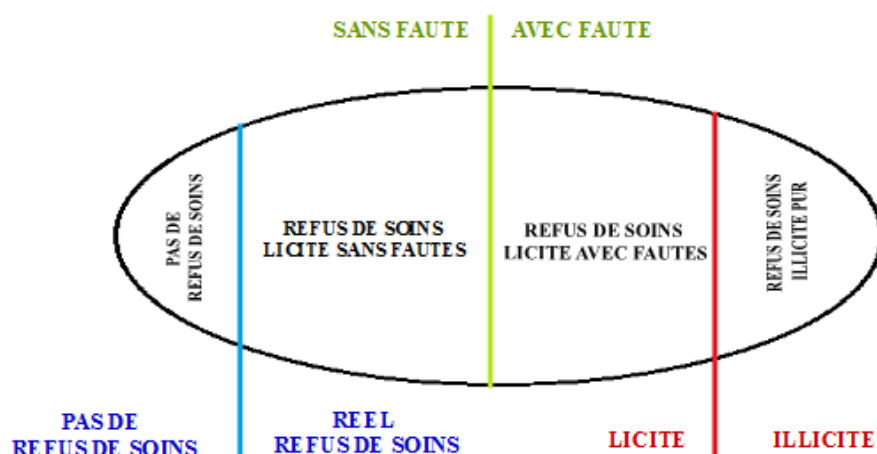 SANS FAUTE
AVEC FAUTE
PAS DE
REFUS DE SOINS
REFUS DE SOINS
LICITE SANS FAUTES
REFUS DE SOINS
LICITE AVEC FAUTES
REFUS DE SOINS
ILLICITE PUR
PAS DE
REFUS DE SOINS
REEL
REFUS DE SOINS
LICITE
ILLICITE